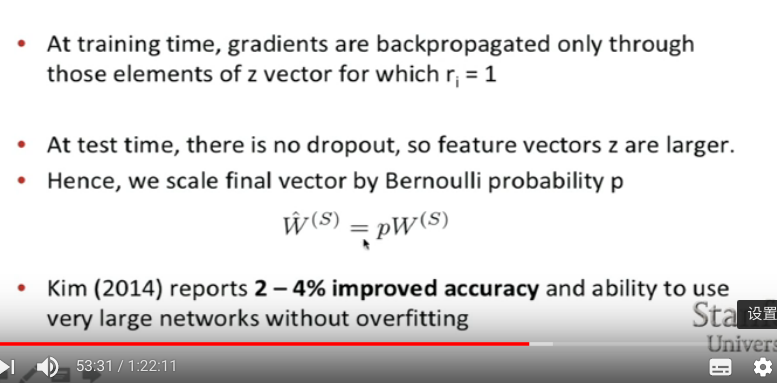 • At training time, gradients are backpropagated only through
those elements of z vector for which rᵢ = 1
• At test time, there is no dropout, so feature vectors z are larger.
• Hence, we scale final vector by Bernoulli probability p
Ŵ^(S) = pW^(S)
• Kim (2014) reports 2 – 4% improved accuracy and ability to use
very large networks without overfitting
Sta
设置
Univers
53:31 / 1:22:11